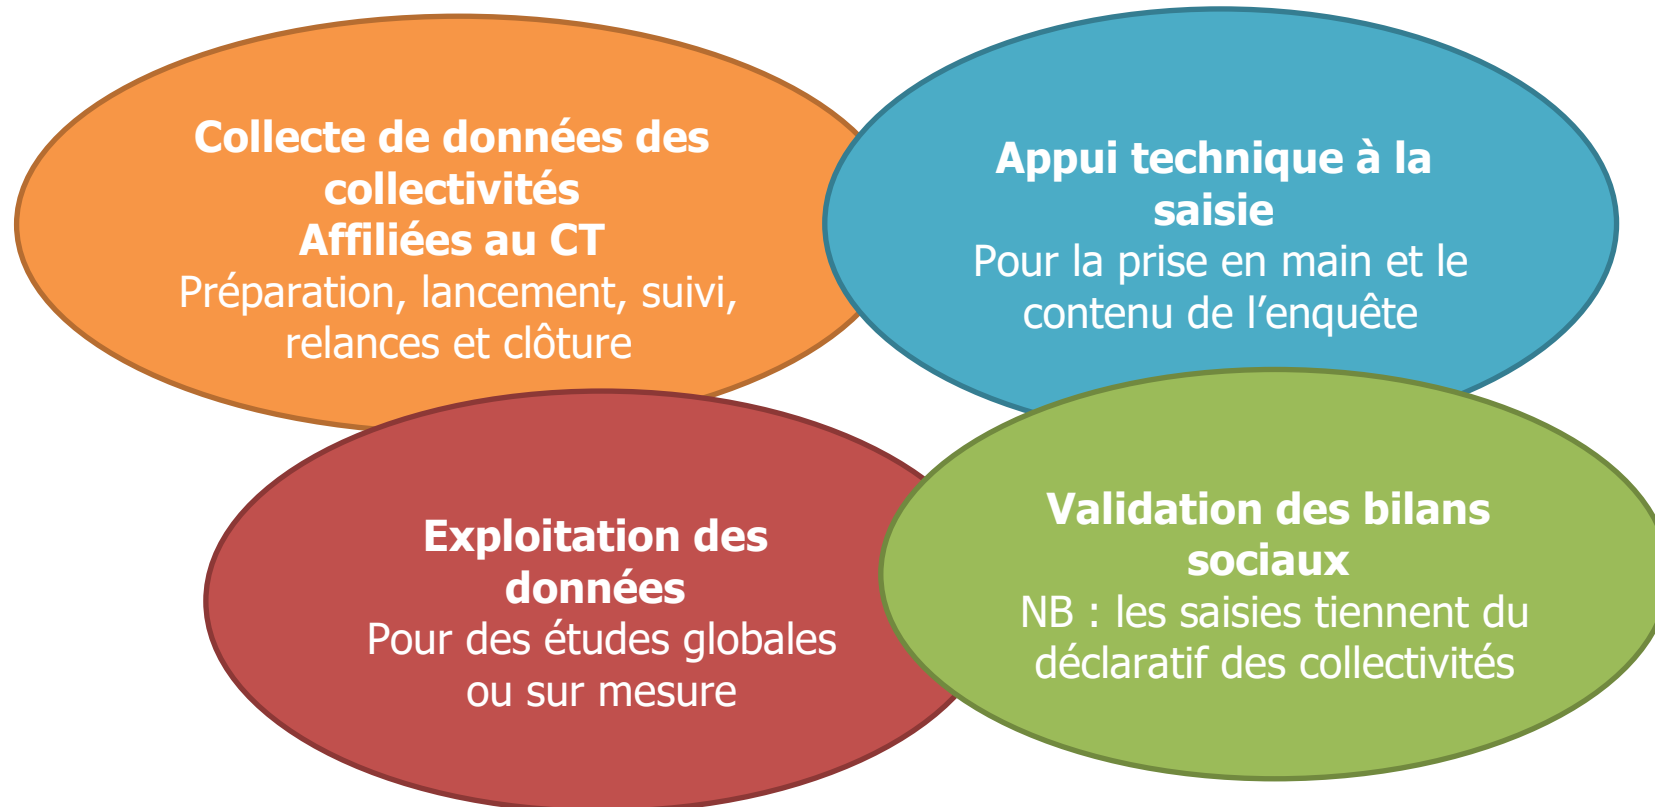 Collecte de données des
collectivités
Affiliées au CT
Préparation, lancement, suivi,
relances et clôture
Appui technique à la
saisie
Pour la prise en main et le
contenu de l’enquête
Exploitation des
données
Pour des études globales
ou sur mesure
Validation des bilans
sociaux
NB : les saisies tiennent du
déclaratif des collectivités